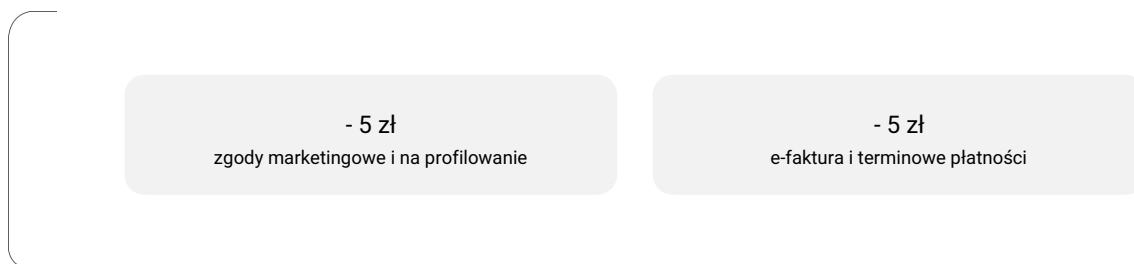 - 5 zł
zgody marketingowe i na profilowanie
- 5 zł
e-faktura i terminowe płatności